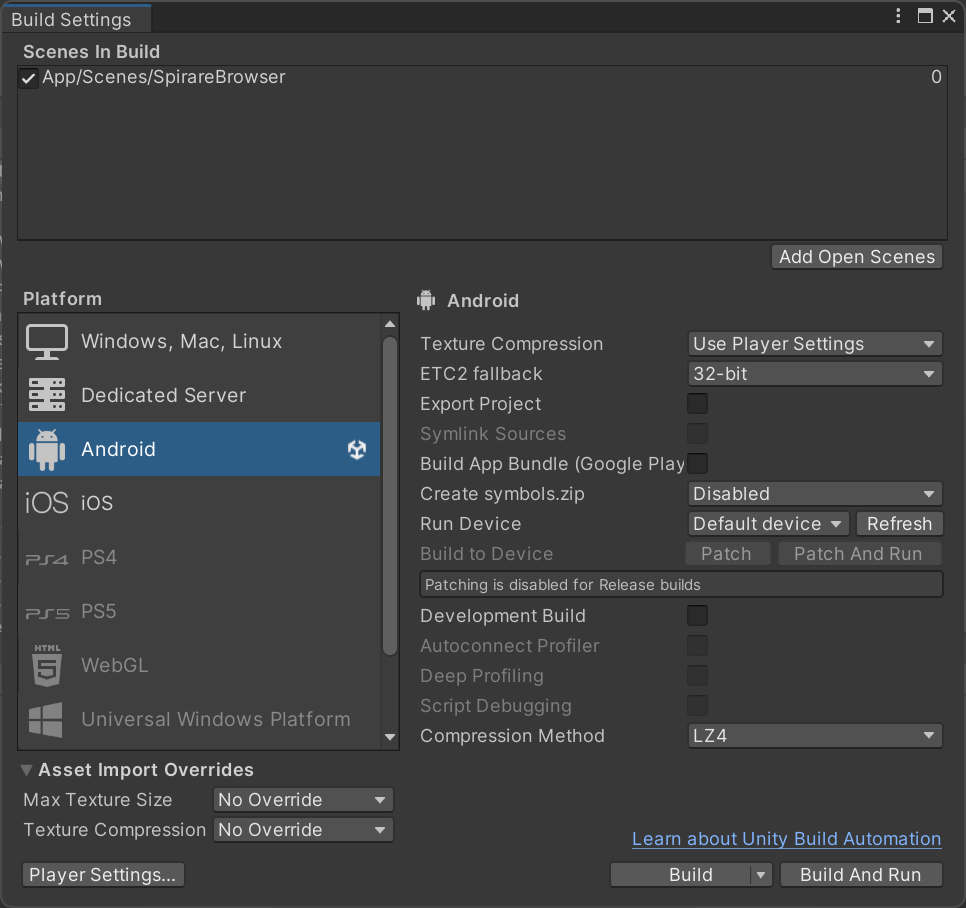 Build Settings
Scenes In Build
App/Scenes/SpirareBrowser 0
Add Open Scenes
Platform
Windows, Mac, Linux
Dedicated Server
Android
iOS iOS
PS4 PS4
PS5 PS5
HTML 5 WebGL
Universal Windows Platform
Android
Texture Compression Use Player Settings
ETC2 fallback 32-bit
Export Project
Symlink Sources
Build App Bundle (Google Play
Create symbols.zip Disabled
Run Device Default device Refresh
Build to Device Patch Patch And Run
Patching is disabled for Release builds
Development Build
Autoconnect Profiler
Deep Profiling
Script Debugging
Compression Method LZ4
Asset Import Overrides
Max Texture Size No Override
Texture Compression No Override
Learn about Unity Build Automation
Player Settings... Build Build And Run